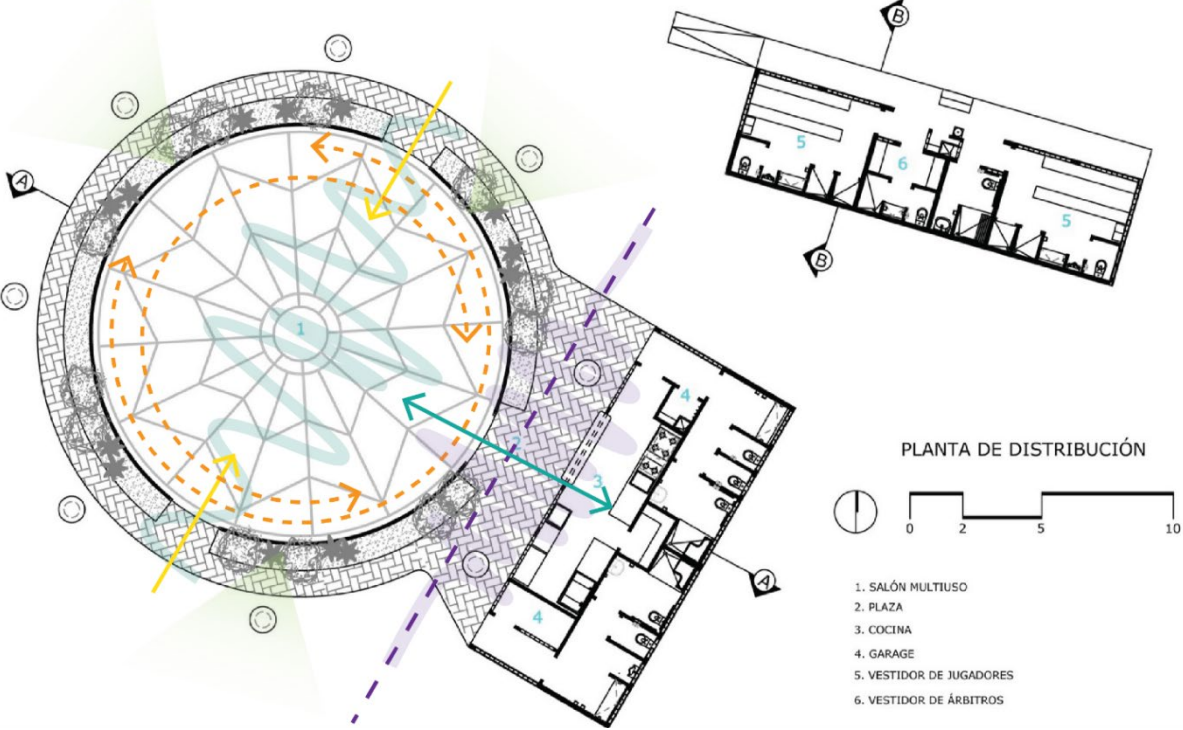 B
5
6
5
B
A
1
4
2
3
4
A
PLANTA DE DISTRIBUCIÓN
0 2 5 10
1. SALÓN MULTIUSO
2. PLAZA
3. COCINA
4. GARAGE
5. VESTIDOR DE JUGADORES
6. VESTIDOR DE ÁRBITROS